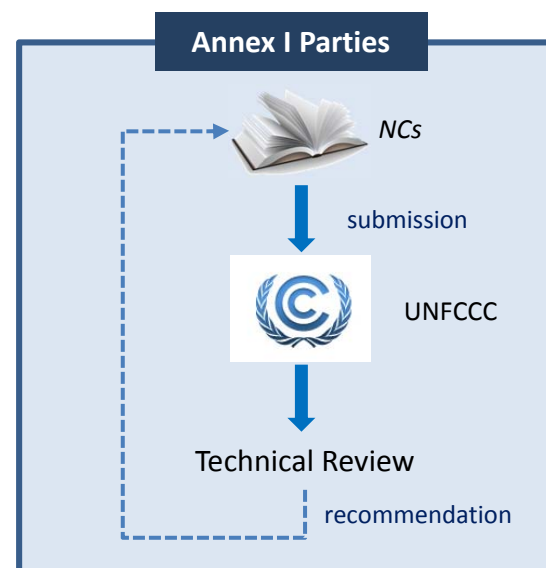 Annex I Parties
NCs
submission
UNFCCC
Technical Review
recommendation